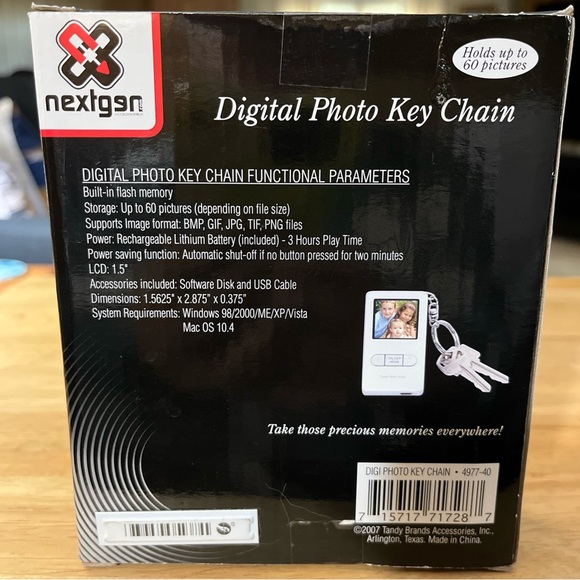 nextgen
Holds up to
60 pictures
Digital Photo Key Chain
DIGITAL PHOTO KEY CHAIN FUNCTIONAL PARAMETERS
Built-in flash memory
Storage: Up to 60 pictures (depending on file size)
Supports Image format: BMP, GIF, JPG, TIF, PNG files
Power: Rechargeable Lithium Battery (included) - 3 Hours Play Time
Power saving function: Automatic shut-off if no button pressed for two minutes
LCD: 1.5"
Accessories included: Software Disk and USB Cable
Dimensions: 1.5625" x 2.875" x 0.375"
System Requirements: Windows 98/2000/ME/XP/Vista
Mac OS 10.4
Take those precious memories everywhere!
DIGI PHOTO KEY CHAIN • 4977-40
7 15717 71728 7
©2007 Tandy Brands Accessories, Inc.,
Arlington, Texas. Made in China.